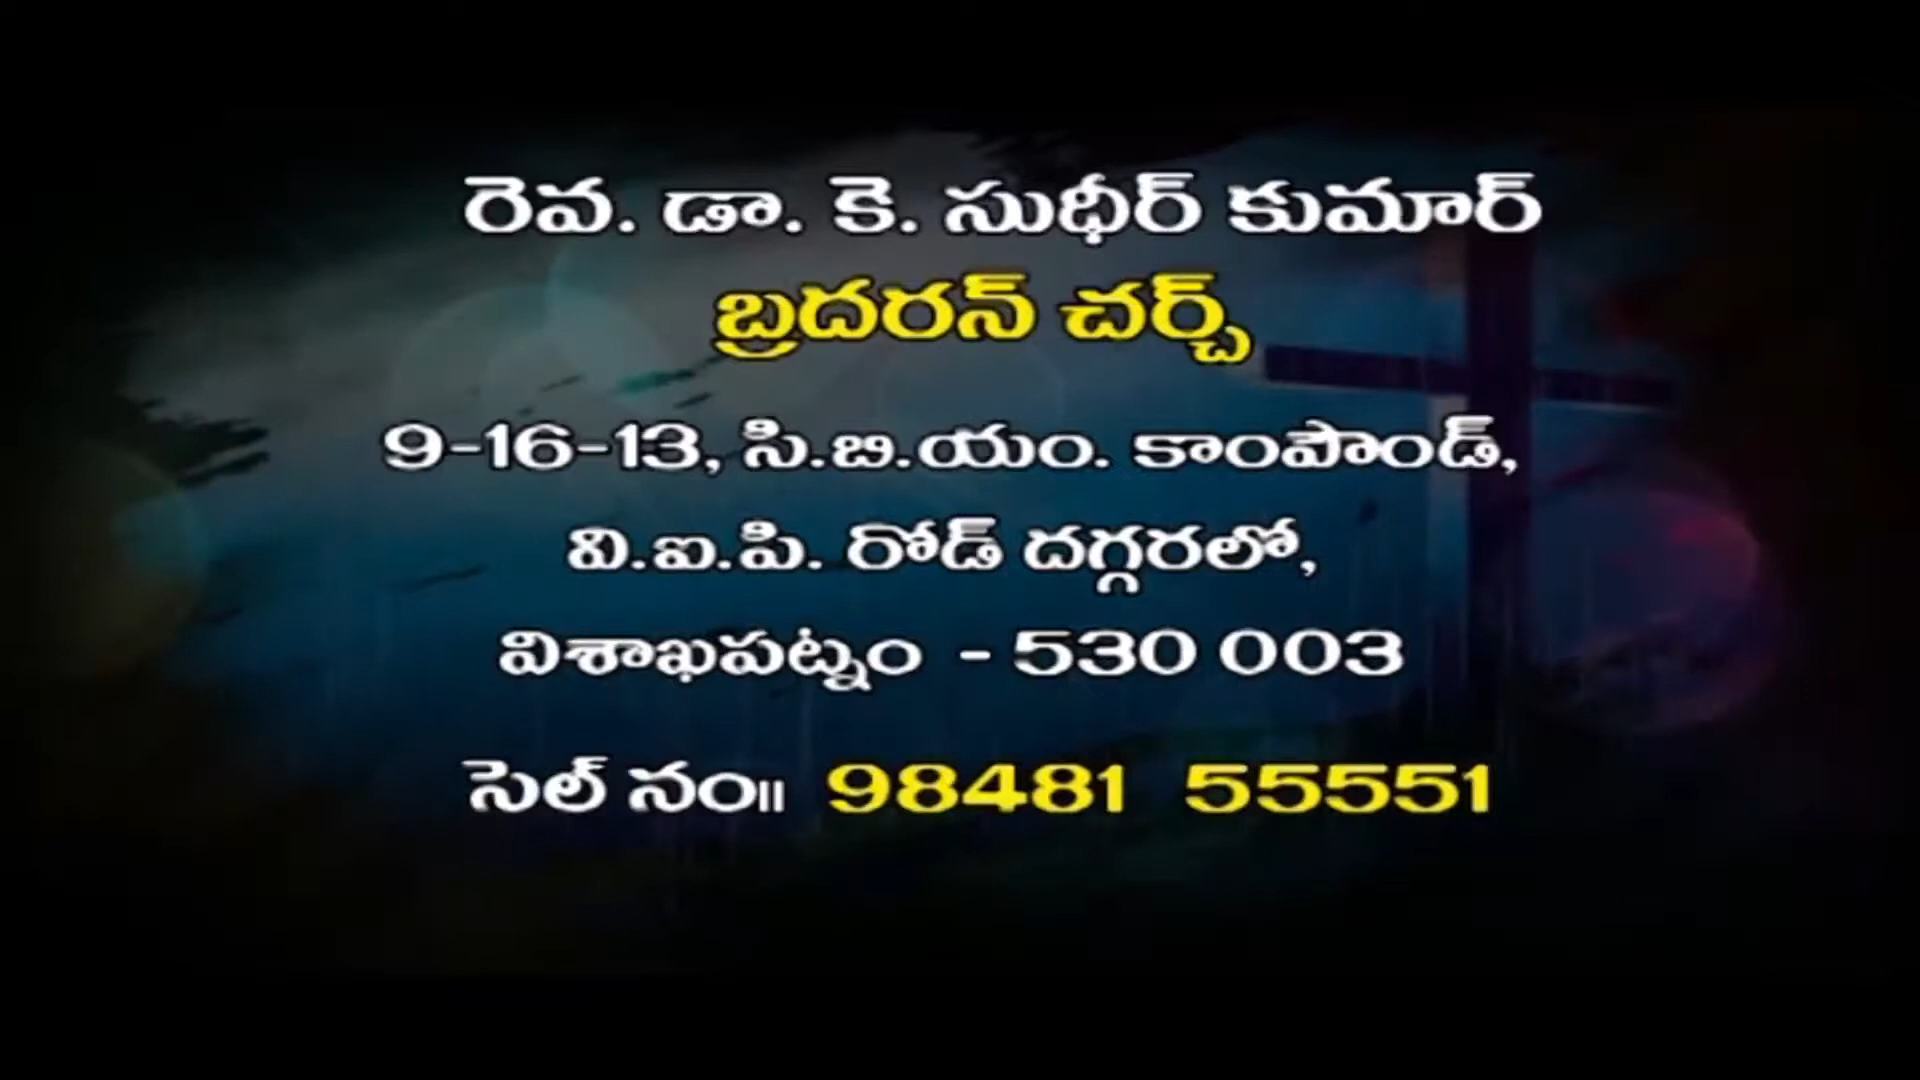 రెవ. డా. కె. సుధీర్ కుమార్
బ్రదరన్ చర్చ్
9-16-13, సి.బి.యం. కాంపౌండ్,
వి.ఐ.పి. రోడ్ దగ్గరలో,
విశాఖపట్నం - 530 003
సెల్ నం॥ 98481 55551